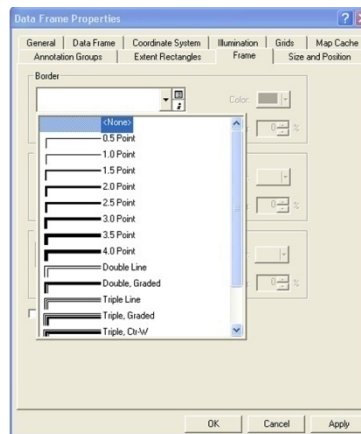 Data Frame Properties
General Data Frame Coordinate System Illumination Grids Map Cache
Annotation Groups Extent Rectangles Frame Size and Position
Border
Color:
<None>
0.5 Point
0 %
1.0 Point
1.5 Point
2.0 Point
2.5 Point
0 %
3.0 Point
3.5 Point
4.0 Point
Double Line
Double, Graded
0 %
Triple Line
Triple, Graded
Triple, Ctr-W
OK Cancel Apply